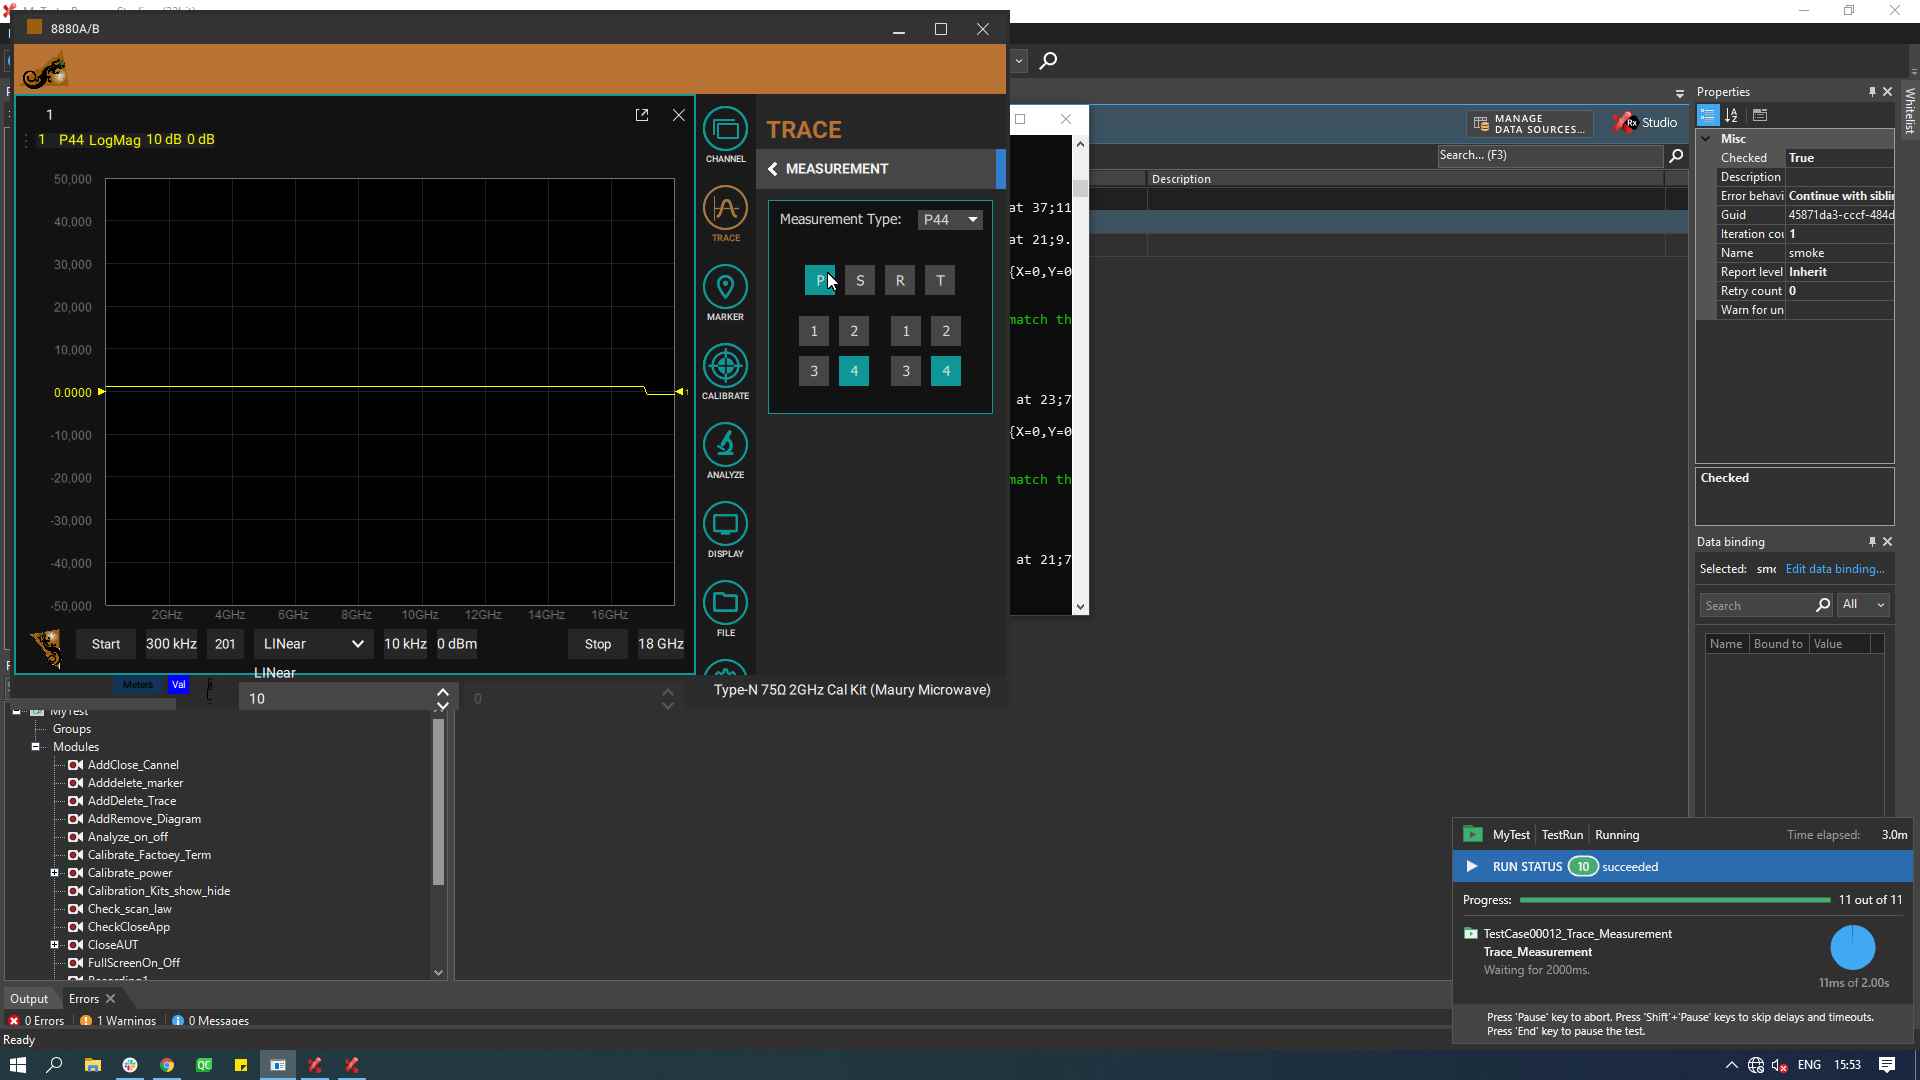 8880A/B
1
1 P44 LogMag 10 dB 0 dB
50,000
40,000
30,000
20,000
10,000
0.0000
-10,000
-20,000
-30,000
-40,000
-50,000
1
2GHz 4GHz 6GHz 8GHz 10GHz 12GHz 14GHz 16GHz
Start 300 kHz 201 LINear 10 kHz 0 dBm Stop 18 GHz
LINear
Meters Val
10 0
Type-N 75Ω 2GHz Cal Kit (Maury Microwave)
CHANNEL
TRACE
MARKER
CALIBRATE
ANALYZE
DISPLAY
FILE
TRACE
MEASUREMENT
Measurement Type: P44
P S R T
1 2 1 2
3 4 3 4
at 37;11
at 21;9.
{X=0,Y=0
match th
at 23;7
{X=0,Y=0
match th
at 21;7
MANAGE
DATA SOURCES...
Rx Studio
Search... (F3)
Description
Properties
Misc
Checked True
Description
Error behavi Continue with siblin
Guid 45871da3-cccf-484d
Iteration cou 1
Name smoke
Report level Inherit
Retry count 0
Warn for un
Checked
Data binding
Selected: smo Edit data binding...
Search All
Name Bound to Value
Whitelist
MyTest
Groups
Modules
AddClose_Cannel
Adddelete_marker
AddDelete_Trace
AddRemove_Diagram
Analyze_on_off
Calibrate_Factoey_Term
Calibrate_power
Calibration_Kits_show_hide
Check_scan_law
CheckCloseApp
CloseAUT
FullScreenOn_Off
Output Errors
0 Errors 1 Warnings 0 Messages
Ready
MyTest TestRun Running Time elapsed: 3.0m
RUN STATUS 10 succeeded
Progress: 11 out of 11
TestCase00012_Trace_Measurement
Trace_Measurement
Waiting for 2000ms.
11ms of 2.00s
Press 'Pause' key to abort. Press 'Shift'+'Pause' keys to skip delays and timeouts.
Press 'End' key to pause the test.
QC
ENG 15:53